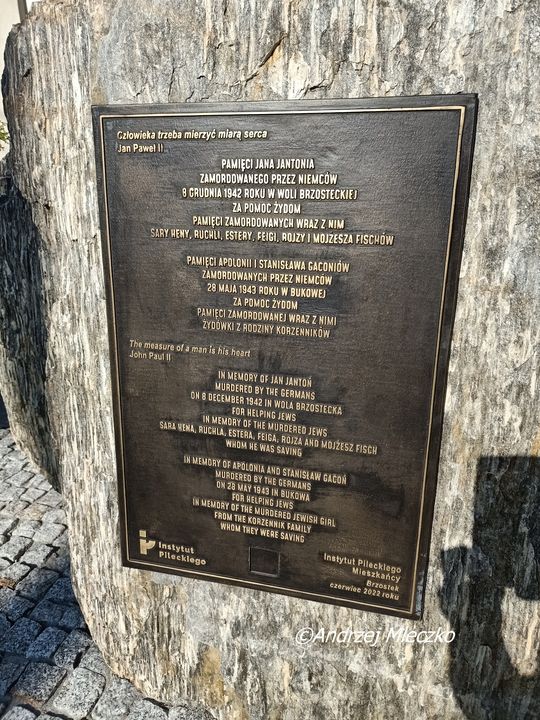 Człowieka trzeba mierzyć miarą serca
Jan Paweł II
PAMIĘCI JANA JANTONIA
ZAMORDOWANEGO PRZEZ NIEMCÓW
8 GRUDNIA 1942 ROKU W WOLI BRZOSTECKIEJ
ZA POMOC ŻYDOM
PAMIĘCI ZAMORDOWANYCH WRAZ Z NIM
SARY HENY, RUCHLI, ESTERY, FEIGI, ROJZY I MOJŻESZA FISCHÓW
PAMIĘCI APOLONII I STANISŁAWA GACONIÓW
ZAMORDOWANYCH PRZEZ NIEMCÓW
28 MAJA 1943 ROKU W BUKOWEJ
ZA POMOC ŻYDOM
PAMIĘCI ZAMORDOWANEJ WRAZ Z NIMI
ŻYDÓWKI Z RODZINY KORZENNIKÓW
The measure of a man is his heart
John Paul II
IN MEMORY OF JAN JANTOŃ
MURDERED BY THE GERMANS
ON 8 DECEMBER 1942 IN WOLA BRZOSTECKA
FOR HELPING JEWS
IN MEMORY OF THE MURDERED JEWS
SARA HENA, RUCHLA, ESTERA, FEIGA, ROJZA AND MOJŻESZ FISCH
WHOM HE WAS SAVING
IN MEMORY OF APOLONIA AND STANISŁAW GACOŃ
MURDERED BY THE GERMANS
ON 28 MAY 1943 IN BUKOWA
FOR HELPING JEWS
IN MEMORY OF THE MURDERED JEWISH GIRL
FROM THE KORZENNIK FAMILY
WHOM THEY WERE SAVING
Instytut
Pileckiego
Instytut Pileckiego
Mieszkańcy
Brzostek
czerwiec 2022 roku
©Andrzej Mleczko